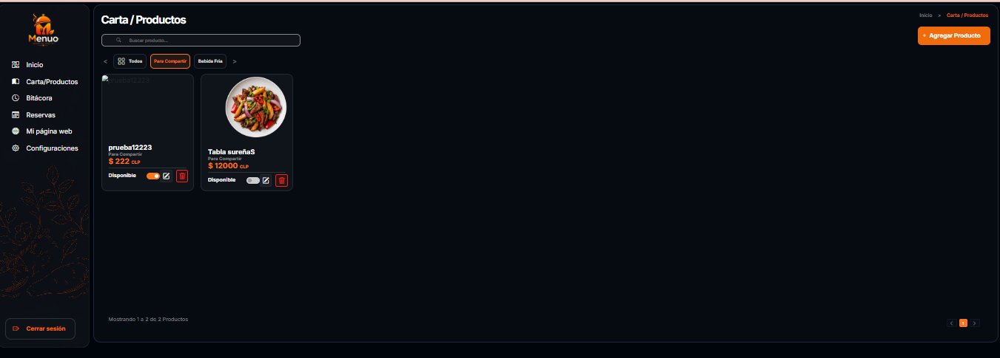 Menuo
Inicio
Carta/Productos
Bitácora
Reservas
Mi página web
Configuraciones
Cerrar sesión
Carta / Productos
Inicio > Carta / Productos
Buscar producto...
+ Agregar Producto
< Todos Para Compartir Bebida Fria >
prueba12223
prueba12223
Para Compartir
$ 222 CLP
Disponible
Tabla sureñaS
Para Compartir
$ 12000 CLP
Disponible
Mostrando 1 a 2 de 2 Productos
< 1 >